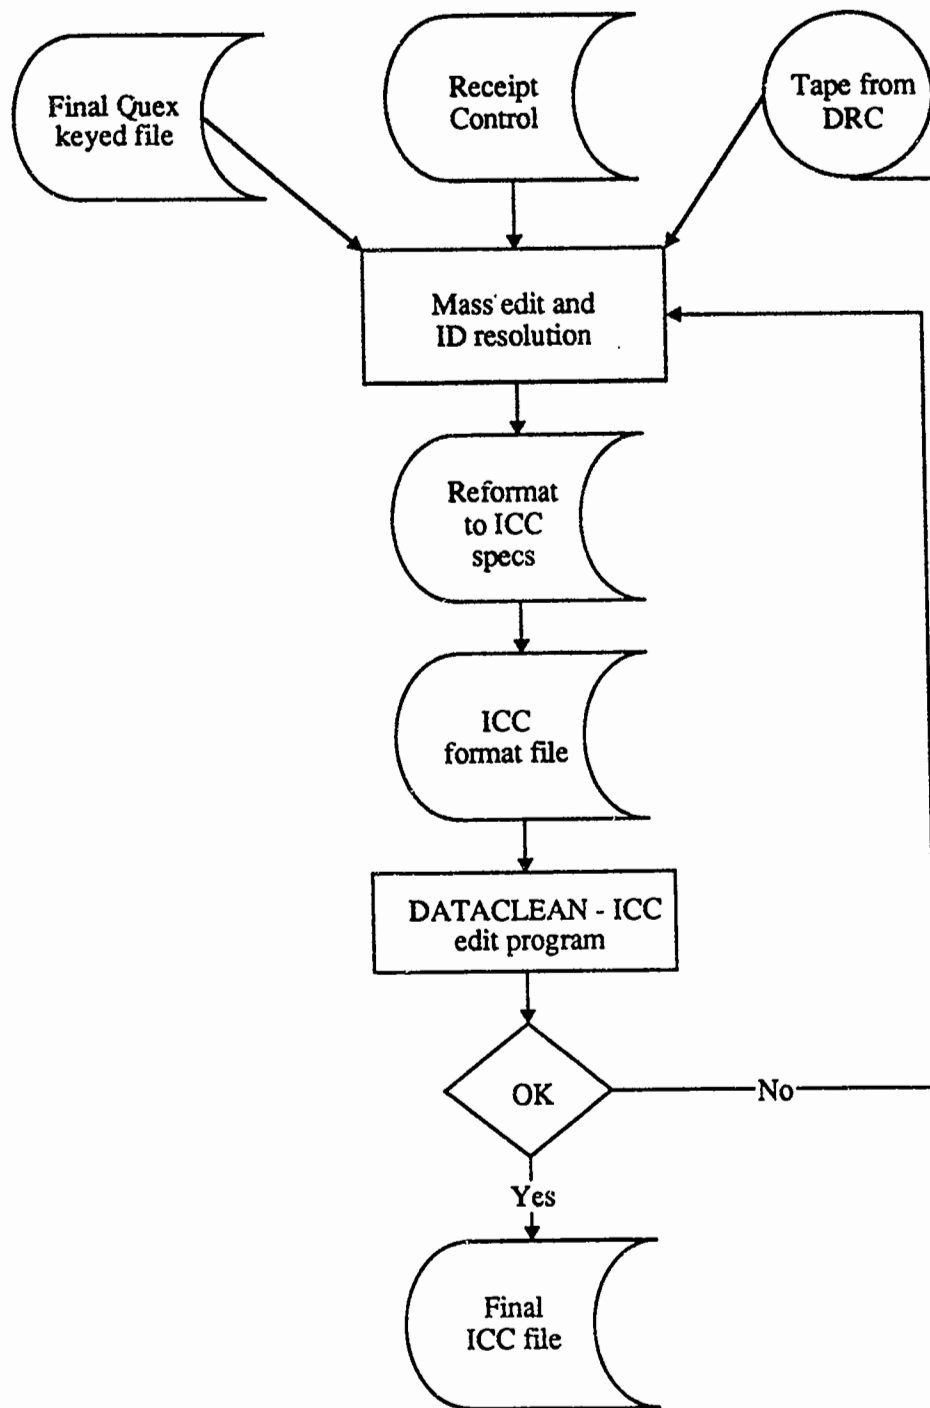 Final Quex
keyed file
Receipt
Control
Tape from
DRC
Mass edit and
ID resolution
Reformat
to ICC
specs
ICC
format file
DATACLEAN - ICC
edit program
OK
No
Yes
Final
ICC file